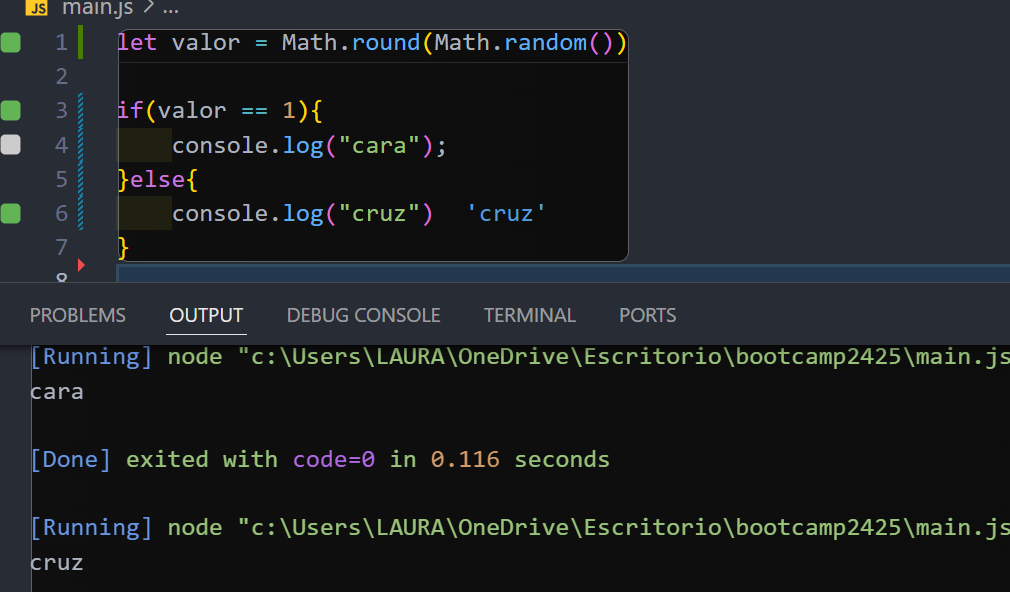 JS main.js > ...
1 let valor = Math.round(Math.random())
2
3 if(valor == 1){
4 console.log("cara");
5 }else{
6 console.log("cruz") 'cruz'
7 }
8
PROBLEMS OUTPUT DEBUG CONSOLE TERMINAL PORTS
[Running] node "c:\Users\LAURA\OneDrive\Escritorio\bootcamp2425\main.js
cara
[Done] exited with code=0 in 0.116 seconds
[Running] node "c:\Users\LAURA\OneDrive\Escritorio\bootcamp2425\main.js
cruz